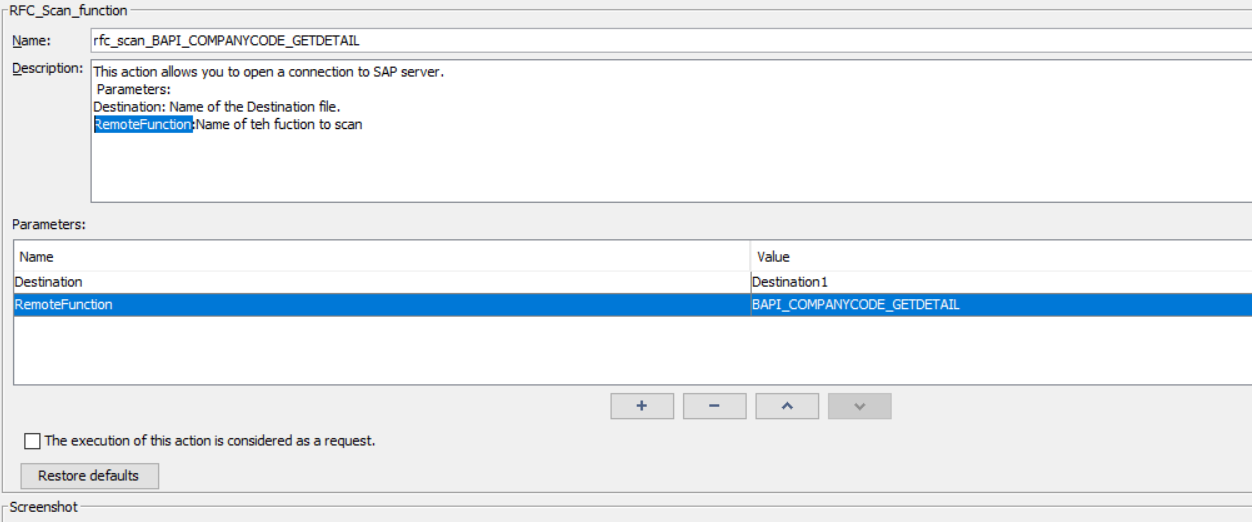 RFC_Scan_function
Name: rfc_scan_BAPI_COMPANYCODE_GETDETAIL
Description: This action allows you to open a connection to SAP server.
Parameters:
Destination: Name of the Destination file.
RemoteFunction:Name of teh fuction to scan
Parameters:
Name Value
Destination Destination1
RemoteFunction BAPI_COMPANYCODE_GETDETAIL
The execution of this action is considered as a request.
Restore defaults
Screenshot